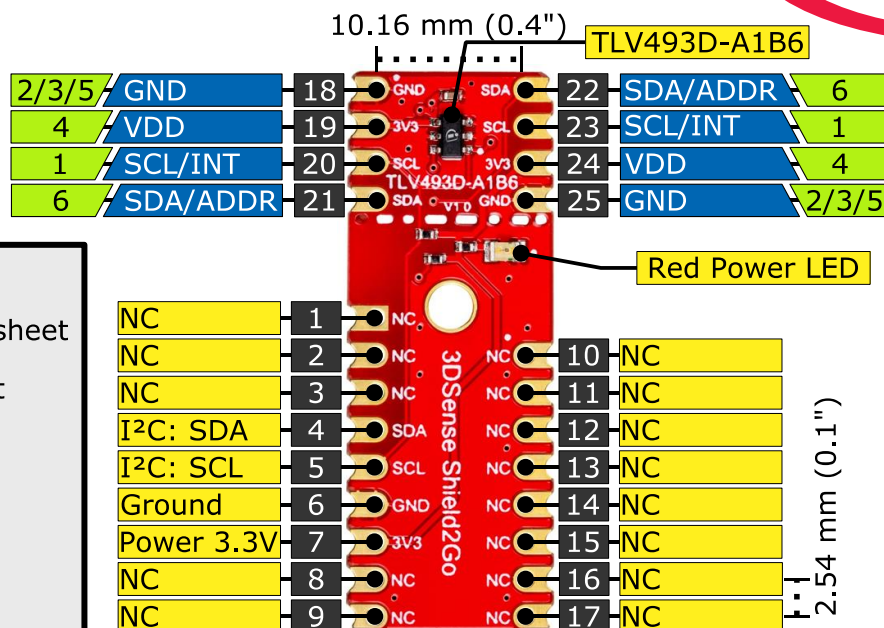 10.16 mm (0.4")
TLV493D-A1B6
2/3/5 GND 18 GND SDA 22 SDA/ADDR 6
4 VDD 19 3V3 SCL 23 SCL/INT 1
1 SCL/INT 20 SCL 3V3 24 VDD 4
TLV493D-A1B6
6 SDA/ADDR 21 SDA V1.0 GND 25 GND 2/3/5
Red Power LED
sheet
t
NC 1 NC
NC 2 NC NC 10 NC
NC 3 NC NC 11 NC
I²C: SDA 4 SDA NC 12 NC
I²C: SCL 5 SCL NC 13 NC
Ground 6 GND NC 14 NC
Power 3.3V 7 3V3 NC 15 NC
NC 8 NC NC 16 NC
NC 9 NC NC 17 NC
3DSense Shield2Go
2.54 mm (0.1")